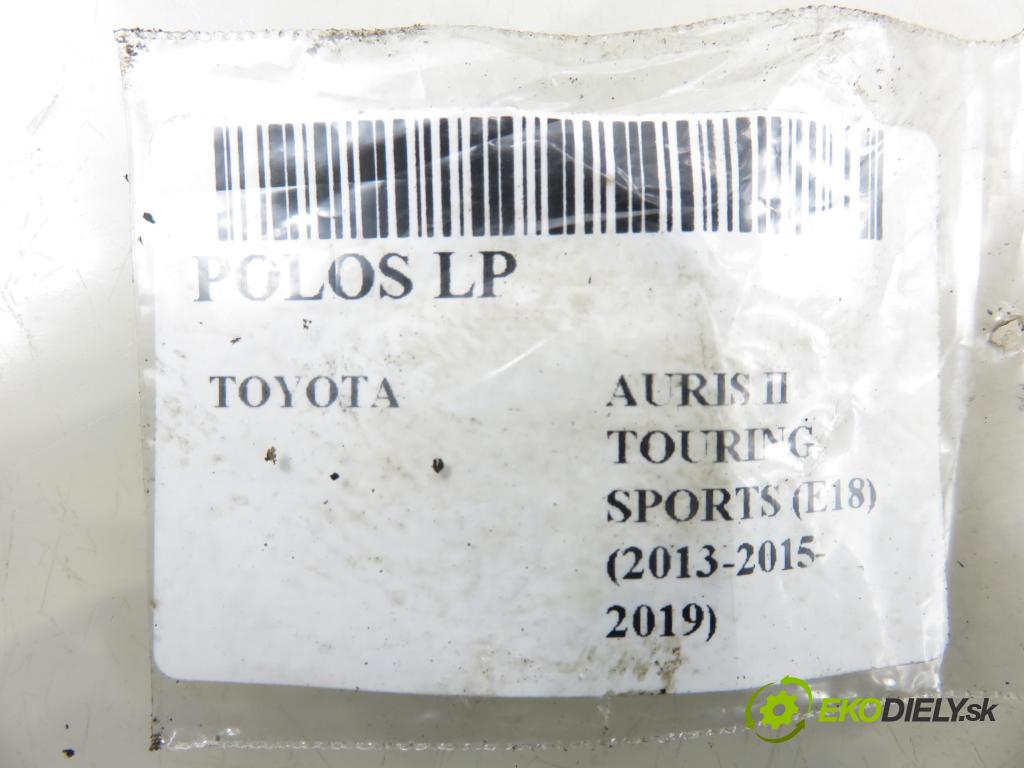 POLOS LP
TOYOTA
AURIS II
TOURING
SPORTS (E18)
(2013-2015-
2019)
EKODIELY.sk